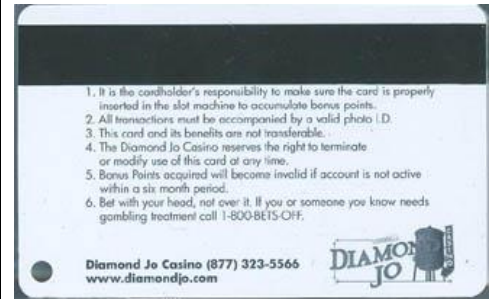 1. It is the cardholder's responsibility to make sure the card is properly
inserted in the slot machine to accumulate bonus points.
2. All transactions must be accompanied by a valid photo I.D.
3. This card and its benefits are not transferable.
4. The Diamond Jo Casino reserves the right to terminate
or modify use of this card at any time.
5. Bonus Points acquired will become invalid if account is not active
within a six month period.
6. Bet with your head, not over it. If you or someone you know needs
gambling treatment call 1-800-BETS-OFF.
Diamond Jo Casino (877) 323-5566
www.diamondjo.com
DIAMOND
JO